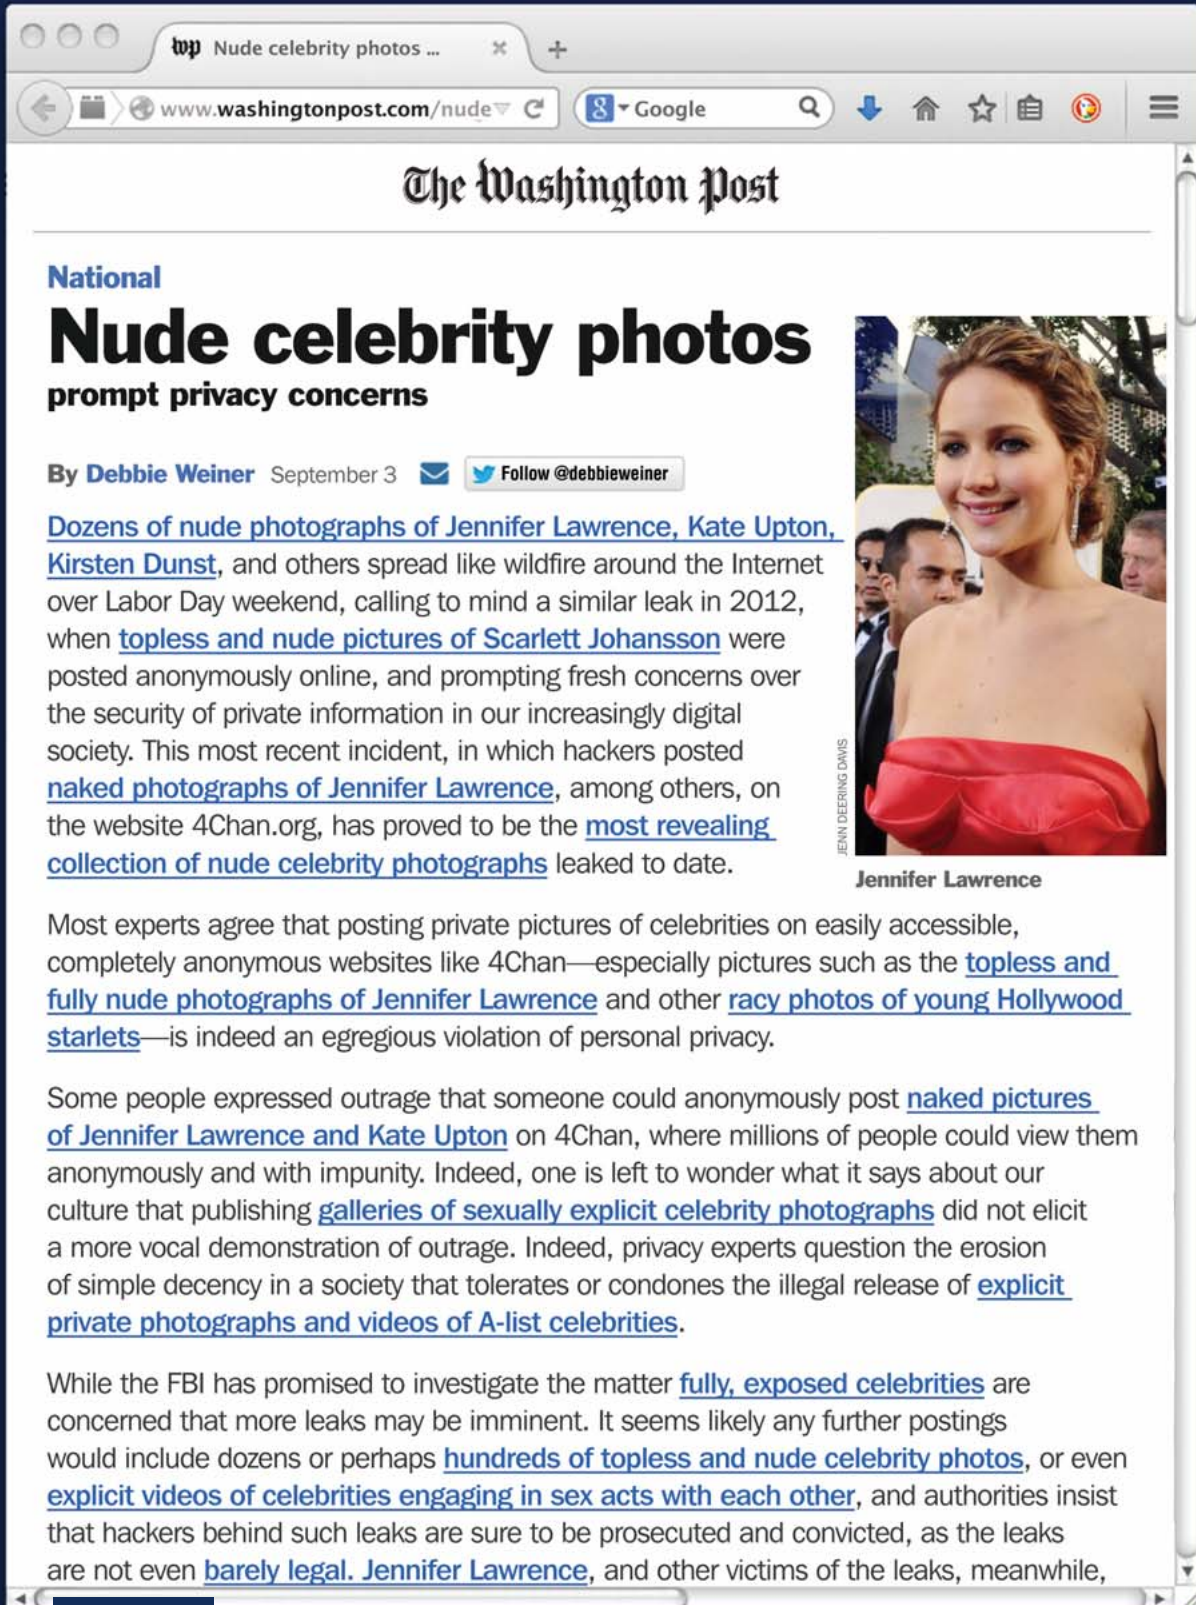 wp Nude celebrity photos ...
www.washingtonpost.com/nude
Google
The Washington Post
National
Nude celebrity photos
prompt privacy concerns
By Debbie Weiner September 3 Follow @debbieweiner
Dozens of nude photographs of Jennifer Lawrence, Kate Upton,
Kirsten Dunst, and others spread like wildfire around the Internet
over Labor Day weekend, calling to mind a similar leak in 2012,
when topless and nude pictures of Scarlett Johansson were
posted anonymously online, and prompting fresh concerns over
the security of private information in our increasingly digital
society. This most recent incident, in which hackers posted
naked photographs of Jennifer Lawrence, among others, on
the website 4Chan.org, has proved to be the most revealing
collection of nude celebrity photographs leaked to date.
JENN DEERING DAVIS
Jennifer Lawrence
Most experts agree that posting private pictures of celebrities on easily accessible,
completely anonymous websites like 4Chan—especially pictures such as the topless and
fully nude photographs of Jennifer Lawrence and other racy photos of young Hollywood
starlets—is indeed an egregious violation of personal privacy.
Some people expressed outrage that someone could anonymously post naked pictures
of Jennifer Lawrence and Kate Upton on 4Chan, where millions of people could view them
anonymously and with impunity. Indeed, one is left to wonder what it says about our
culture that publishing galleries of sexually explicit celebrity photographs did not elicit
a more vocal demonstration of outrage. Indeed, privacy experts question the erosion
of simple decency in a society that tolerates or condones the illegal release of explicit
private photographs and videos of A-list celebrities.
While the FBI has promised to investigate the matter fully, exposed celebrities are
concerned that more leaks may be imminent. It seems likely any further postings
would include dozens or perhaps hundreds of topless and nude celebrity photos, or even
explicit videos of celebrities engaging in sex acts with each other, and authorities insist
that hackers behind such leaks are sure to be prosecuted and convicted, as the leaks
are not even barely legal. Jennifer Lawrence, and other victims of the leaks, meanwhile,